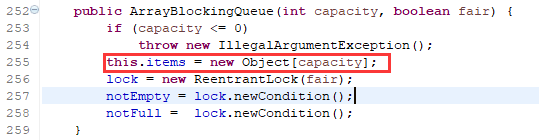 252 public ArrayBlockingQueue(int capacity, boolean fair) {
253 if (capacity <= 0)
254 throw new IllegalArgumentException();
255 this.items = new Object[capacity];
256 lock = new ReentrantLock(fair);
257 notEmpty = lock.newCondition();
258 notFull =  lock.newCondition();
259 }